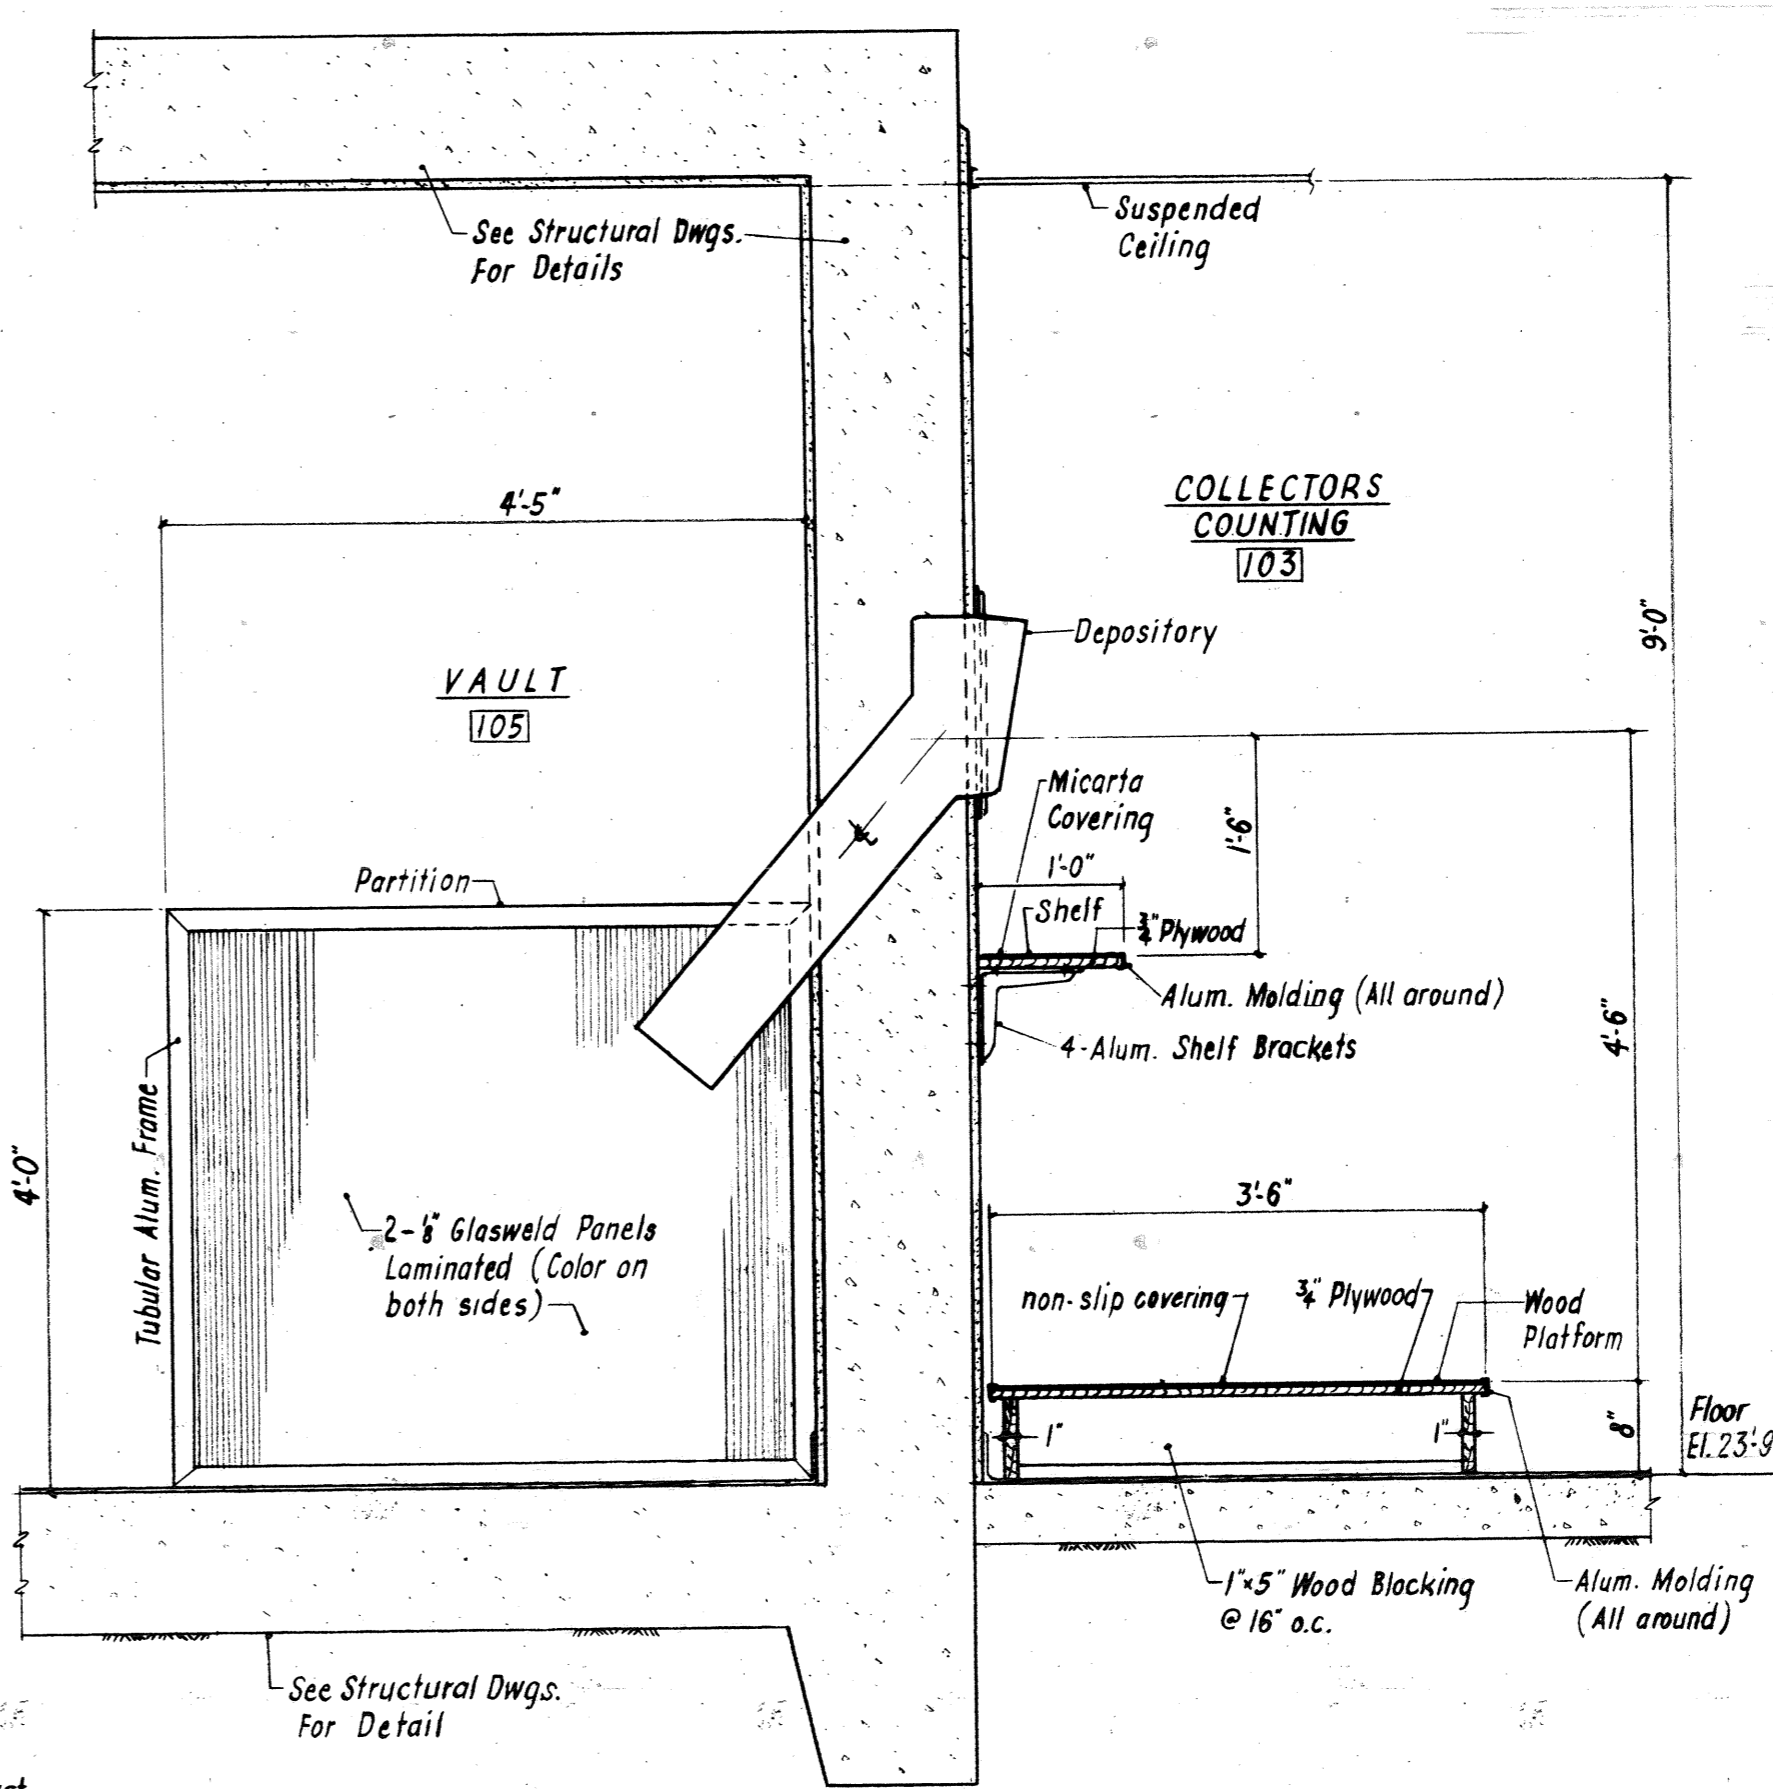 See Structural Dwgs.
For Details
Suspended
Ceiling
4'-5"
COLLECTORS
COUNTING
103
9'-0"
Depository
VAULT
105
Micarta
Covering
1'-6"
1'-0"
Partition
Shelf
3/4" Plywood
Alum. Molding (All around)
4-Alum. Shelf Brackets
4'-6"
Tubular Alum. Frame
4'-0"
3'-6"
2-1/8" Glasweld Panels
Laminated (Color on
both sides)
non-slip covering
3/4" Plywood
Wood
Platform
1"
1"
8"
Floor
El. 23'-9
1"x5" Wood Blocking
@ 16" o.c.
Alum. Molding
(All around)
See Structural Dwgs.
For Detail